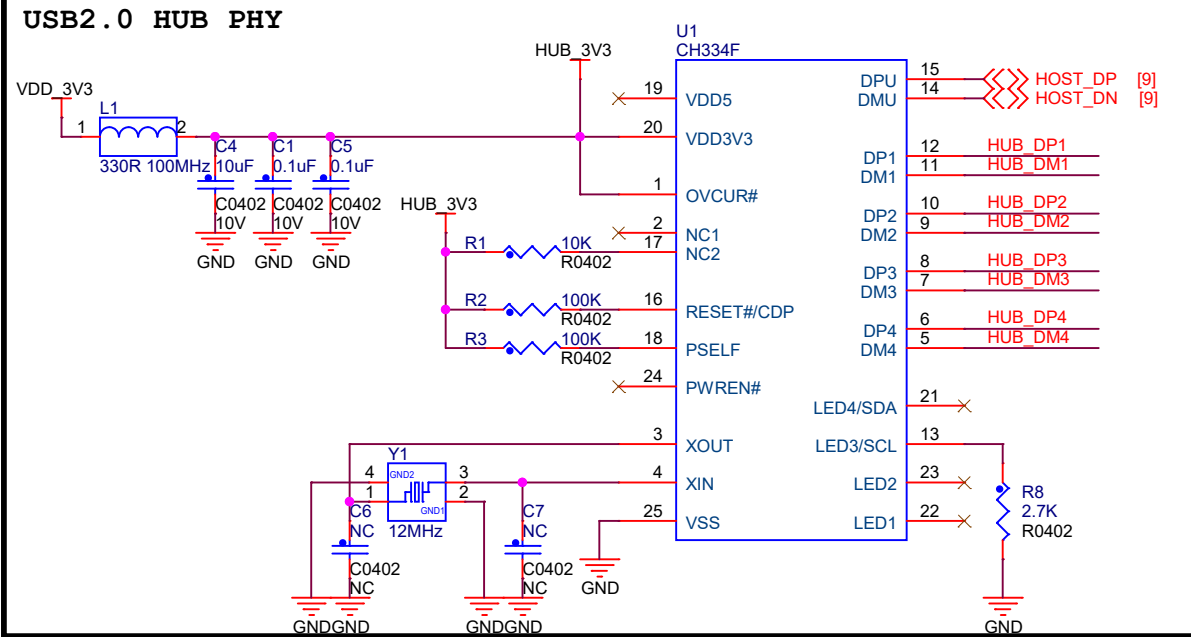 USB2.0 HUB PHY
U1
CH334F
HUB_3V3
VDD_3V3
L1
1
2
330R 100MHz
C4
10uF
C0402
10V
GND
C1
0.1uF
C0402
10V
GND
C5
0.1uF
C0402
10V
GND
HUB_3V3
R1
10K
R0402
R2
100K
R0402
R3
100K
R0402
19
VDD5
20
VDD3V3
1
OVCUR#
2
NC1
17
NC2
16
RESET#/CDP
18
PSELF
24
PWREN#
3
XOUT
4
XIN
25
VSS
GND
15
DPU
HOST_DP [9]
14
DMU
HOST_DN [9]
12
DP1
HUB_DP1
11
DM1
HUB_DM1
10
DP2
HUB_DP2
9
DM2
HUB_DM2
8
DP3
HUB_DP3
7
DM3
HUB_DM3
6
DP4
HUB_DP4
5
DM4
HUB_DM4
21
LED4/SDA
13
LED3/SCL
23
LED2
22
LED1
R8
2.7K
R0402
GND
Y1
4
GND2
3
1
2
GND1
12MHz
C6
NC
C0402
NC
C7
NC
C0402
NC
GND
GND
GND
GND